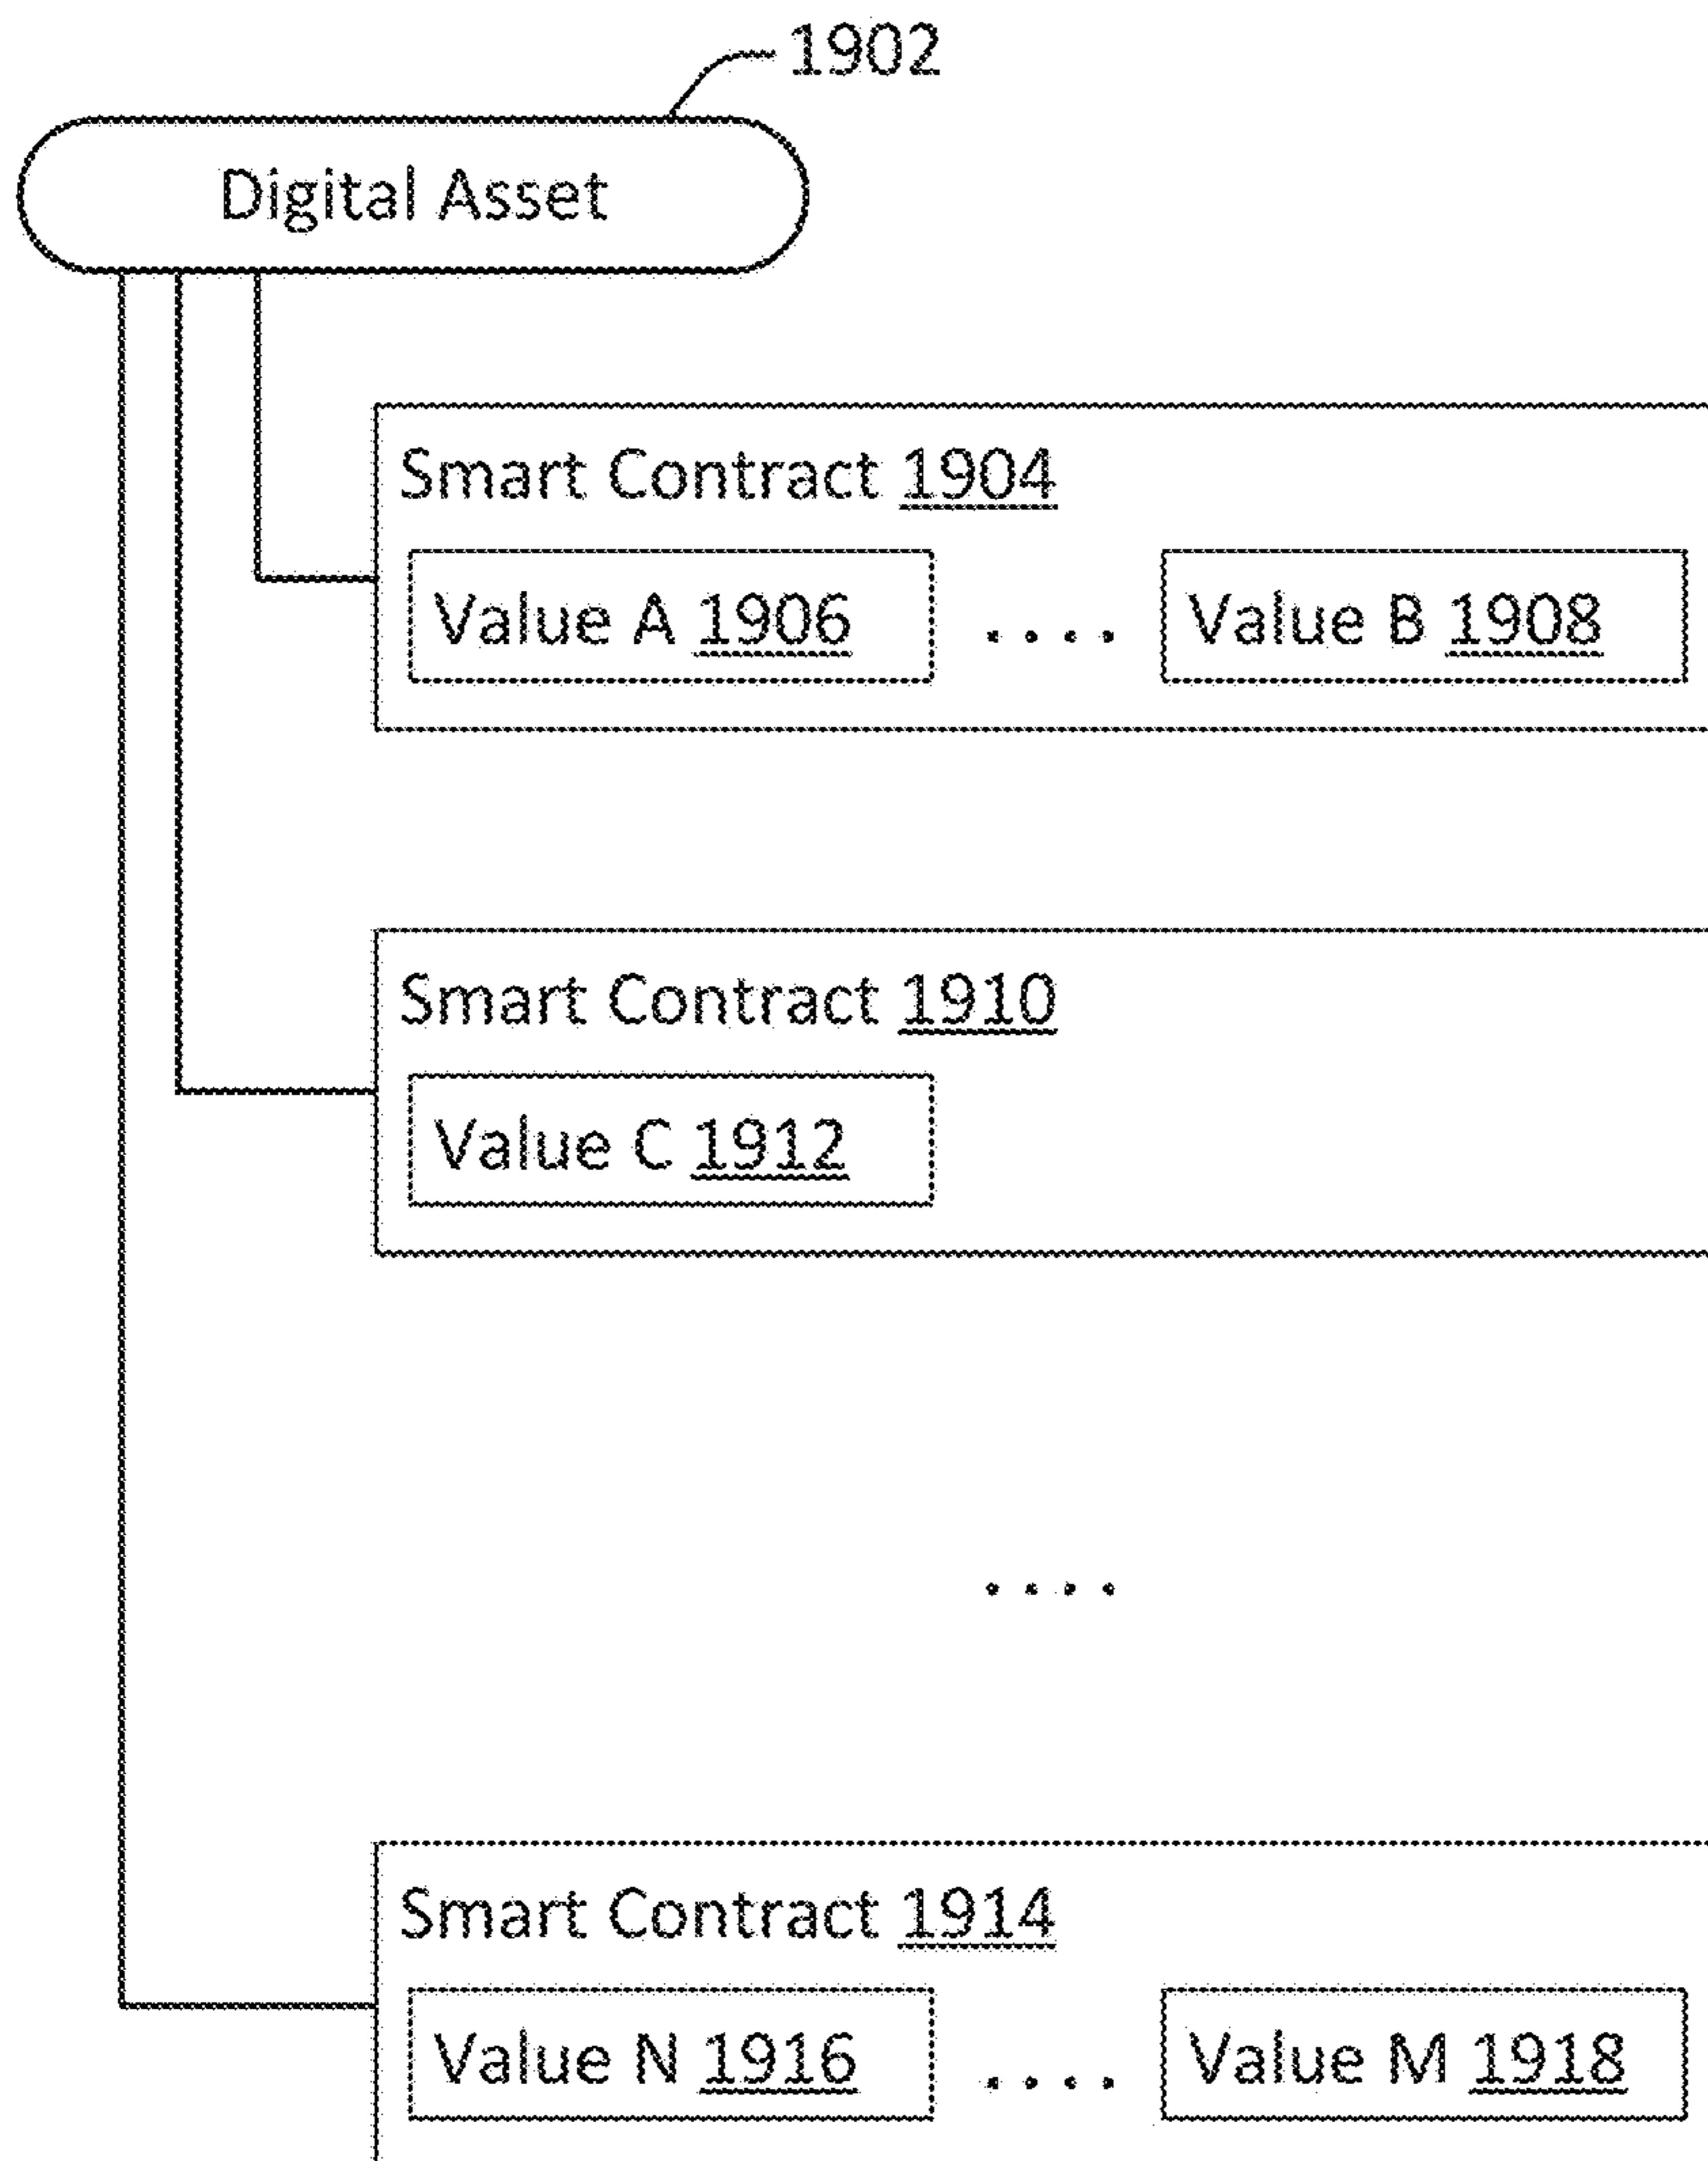 1902
Digital Asset
Smart Contract 1904
Value A 1906 .... Value B 1908
Smart Contract 1910
Value C 1912
....
Smart Contract 1914
Value N 1916 .... Value M 1918